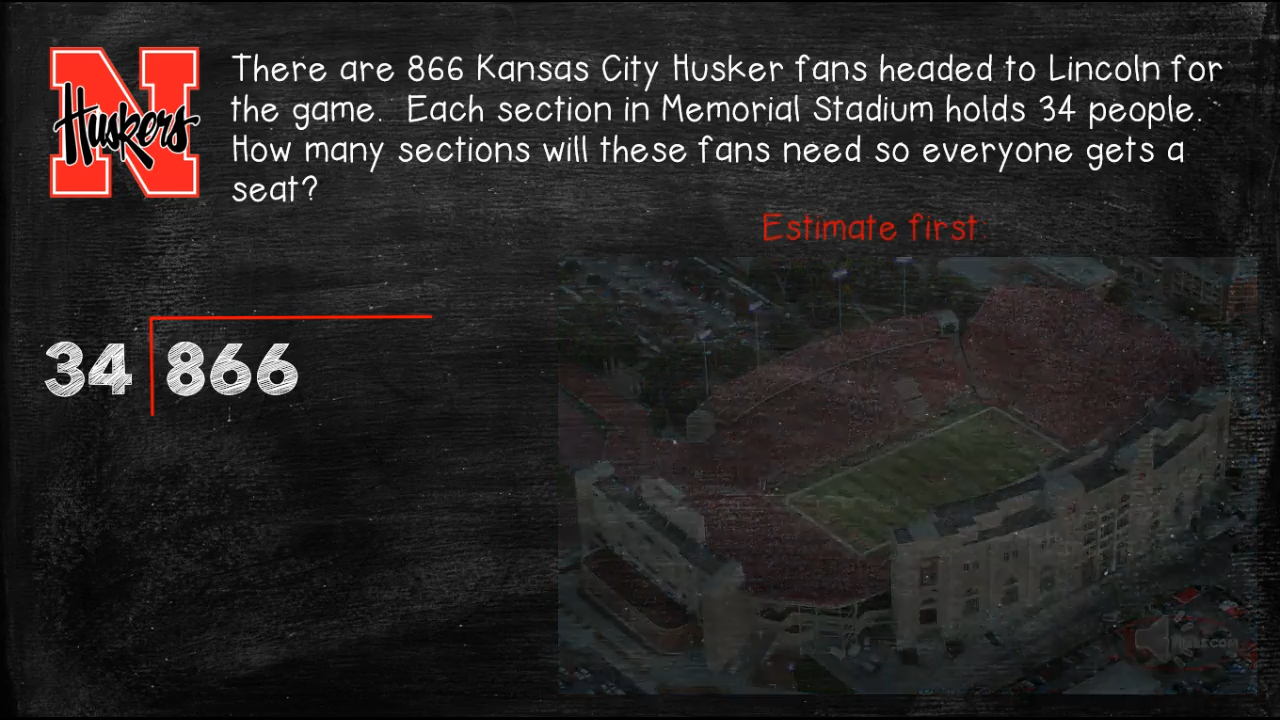 Huskers
There are 866 Kansas City Husker fans headed to Lincoln for
the game. Each section in Memorial Stadium holds 34 people.
How many sections will these fans need so everyone gets a
seat?
Estimate first:
34 866